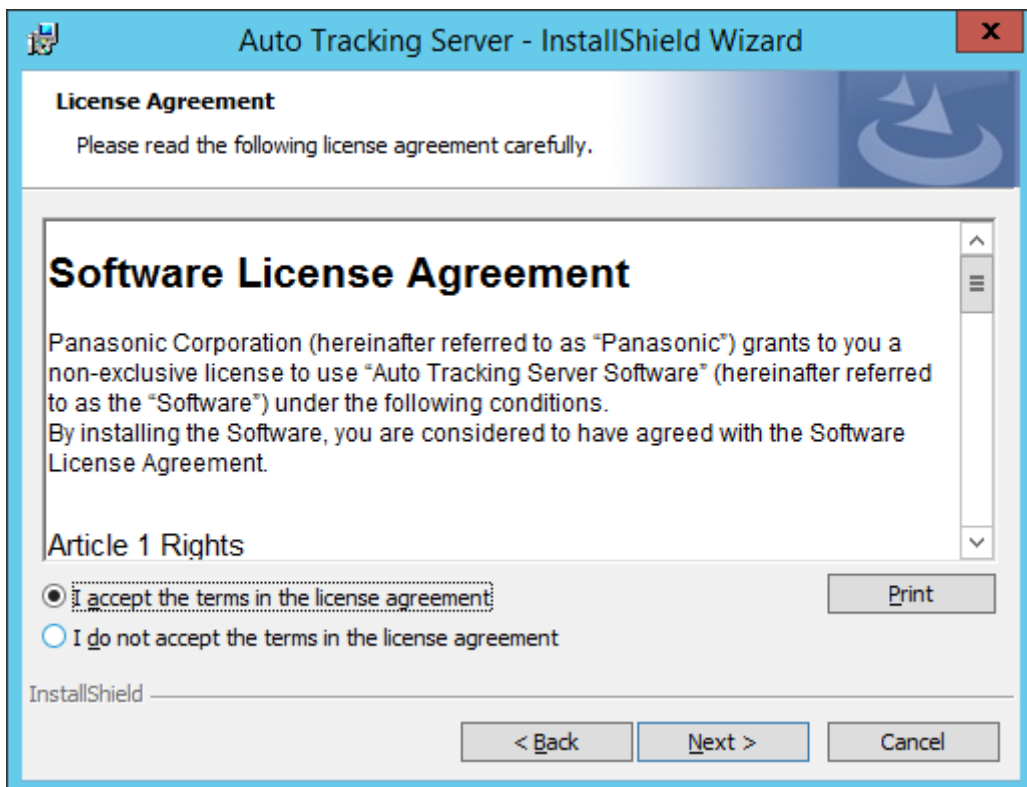 Auto Tracking Server - InstallShield Wizard
x
License Agreement
Please read the following license agreement carefully.
Software License Agreement
Panasonic Corporation (hereinafter referred to as “Panasonic”) grants to you a
non-exclusive license to use “Auto Tracking Server Software” (hereinafter referred
to as the “Software”) under the following conditions.
By installing the Software, you are considered to have agreed with the Software
License Agreement.
Article 1 Rights
I accept the terms in the license agreement
Print
I do not accept the terms in the license agreement
InstallShield
< Back
Next >
Cancel